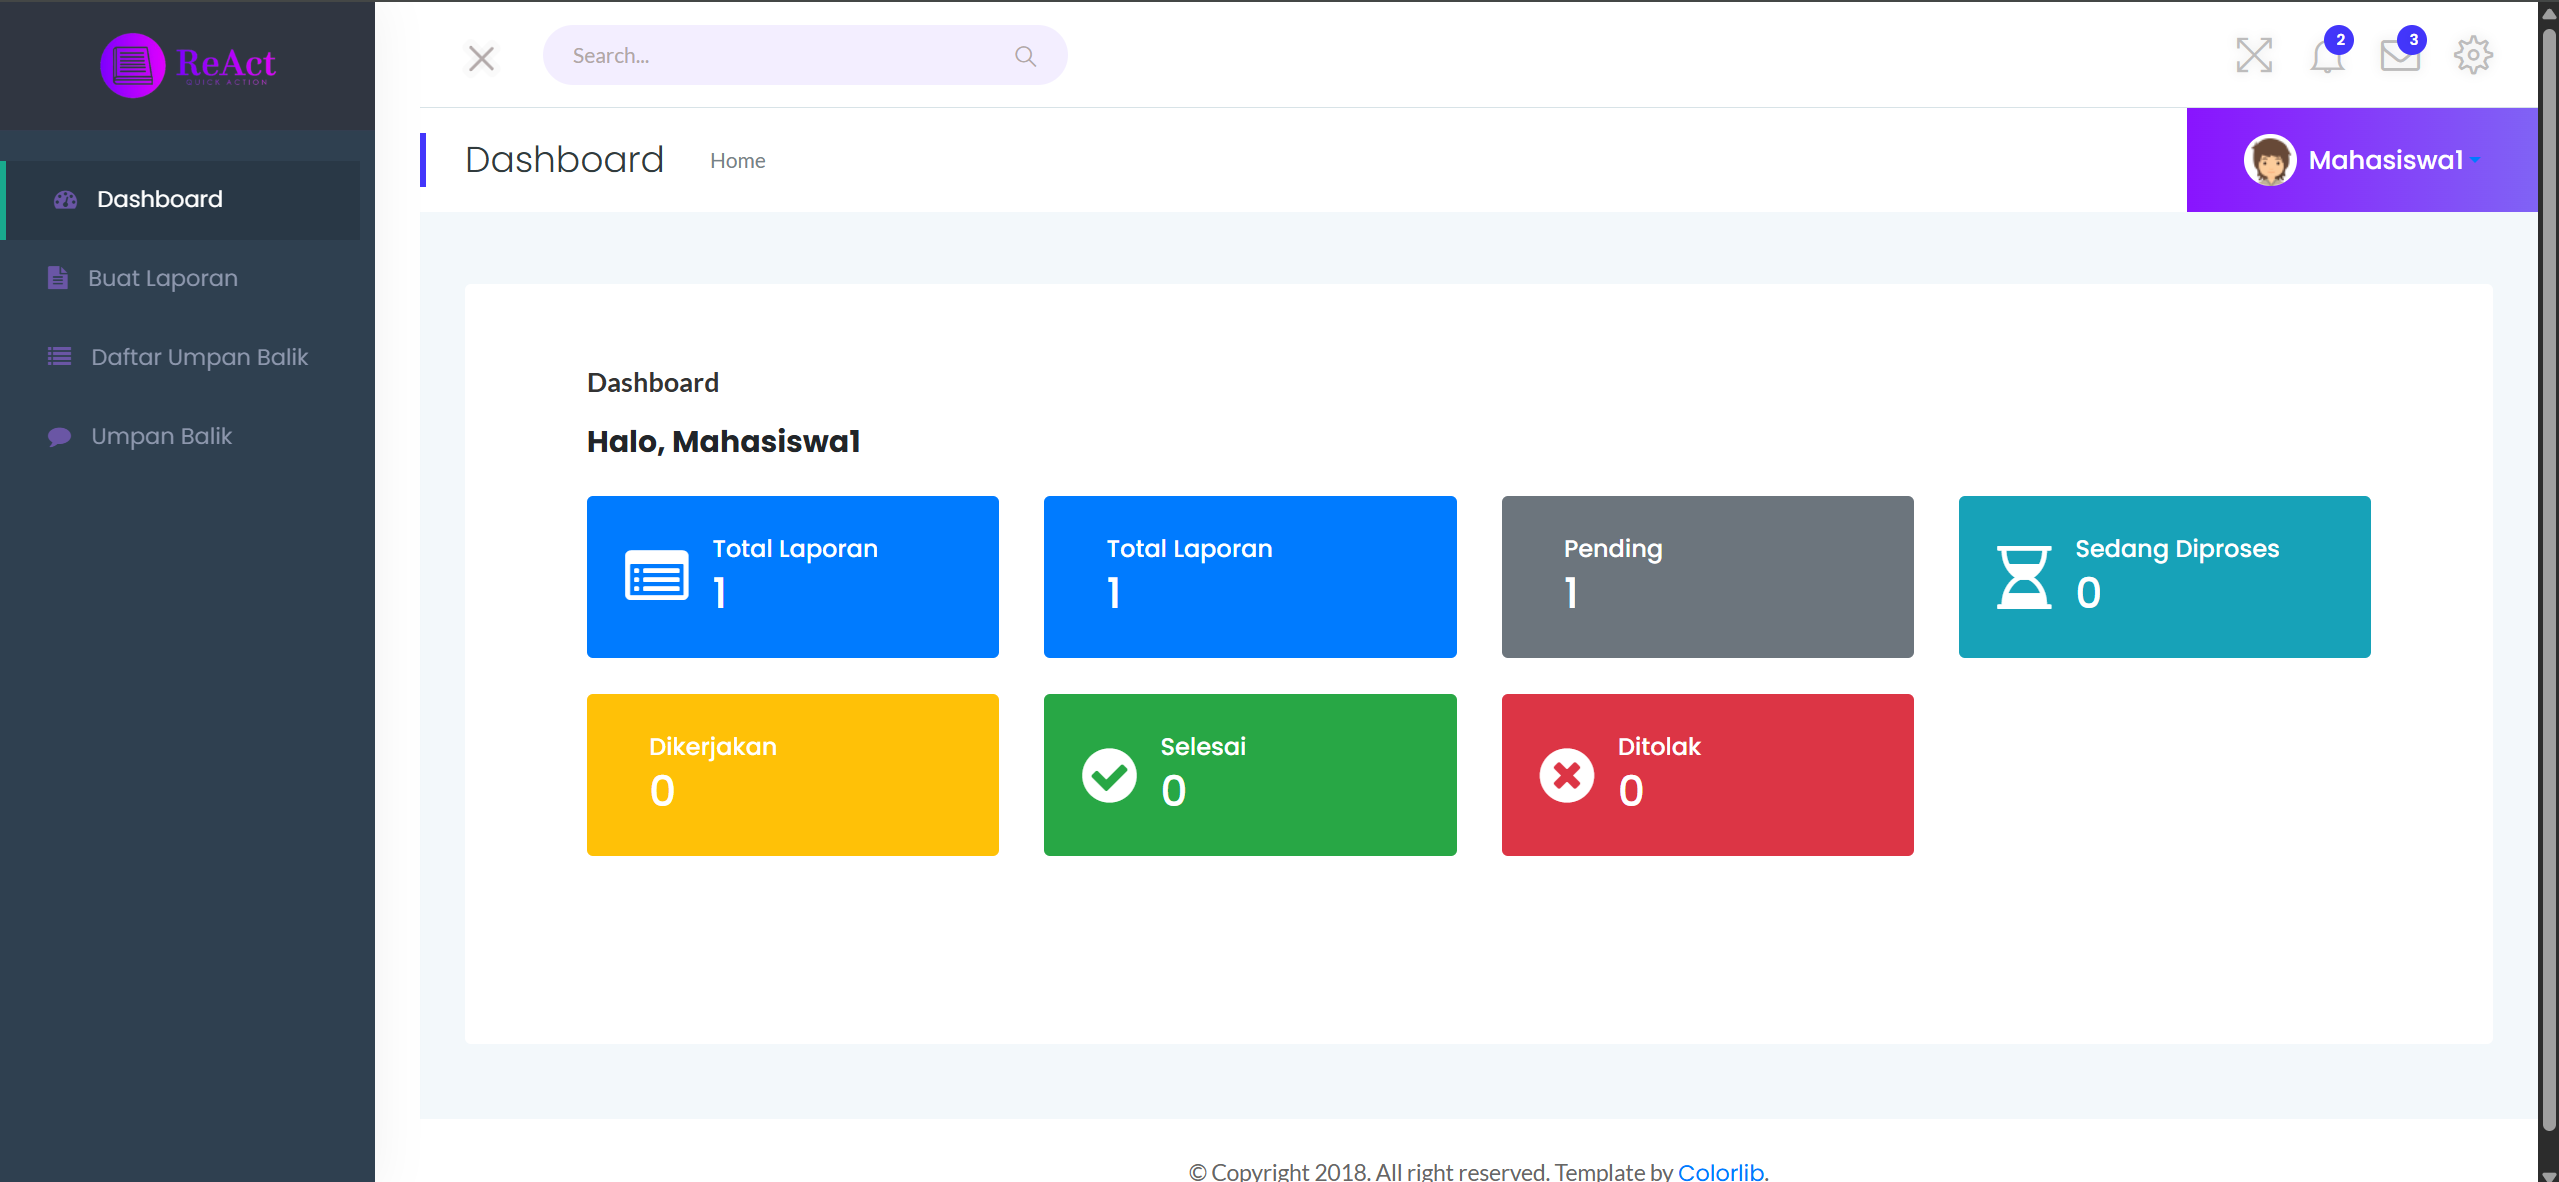 ReAct
QUICK ACTION
Dashboard
Buat Laporan
Daftar Umpan Balik
Umpan Balik
Search...
2
3
Dashboard
Home
Mahasiswa1
Dashboard
Halo, Mahasiswa1
Total Laporan
1
Total Laporan
1
Pending
1
Sedang Diproses
0
Dikerjakan
0
Selesai
0
Ditolak
0
© Copyright 2018. All right reserved. Template by Colorlib.